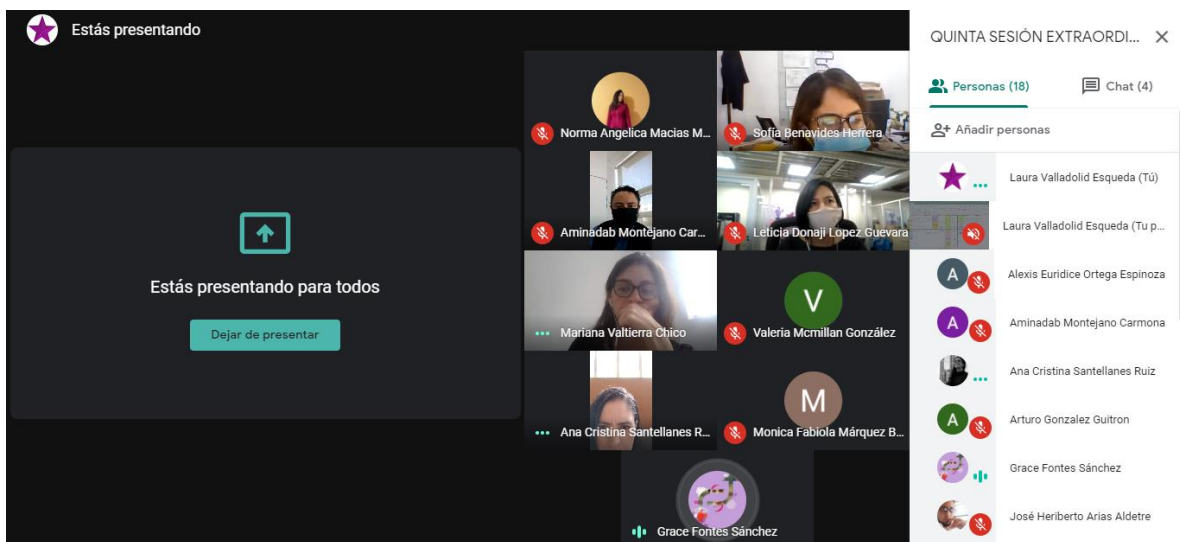 Estás presentando
Estás presentando para todos
Dejar de presentar
Norma Angelica Macias M...
Sofía Benavides Herrera
Aminadab Montejano Car...
Leticia Donaji Lopez Guevara
Mariana Valtierra Chico
V
Valeria Mcmillan González
Ana Cristina Santellanes R...
M
Monica Fabiola Márquez B...
Grace Fontes Sánchez
QUINTA SESIÓN EXTRAORDI...
Personas (18)
Chat (4)
Añadir personas
Laura Valladolid Esqueda (Tú)
Laura Valladolid Esqueda (Tu p...
A
Alexis Euridice Ortega Espinoza
A
Aminadab Montejano Carmona
Ana Cristina Santellanes Ruiz
A
Arturo Gonzalez Guitron
Grace Fontes Sánchez
José Heriberto Arias Aldetre